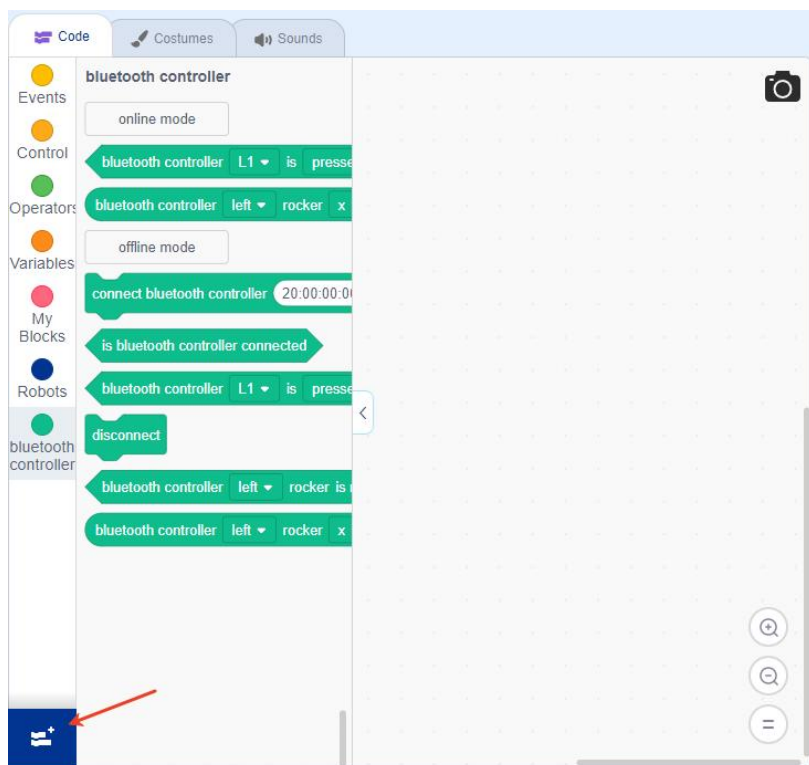 Code
Costumes
Sounds
Events
Control
Operators
Variables
My
Blocks
Robots
bluetooth
controller
bluetooth controller
online mode
bluetooth controller L1 is
bluetooth controller left rocker x
offline mode
connect bluetooth controller
is bluetooth controller connected
bluetooth controller L1 is
disconnect
bluetooth controller left rocker is
bluetooth controller left rocker x